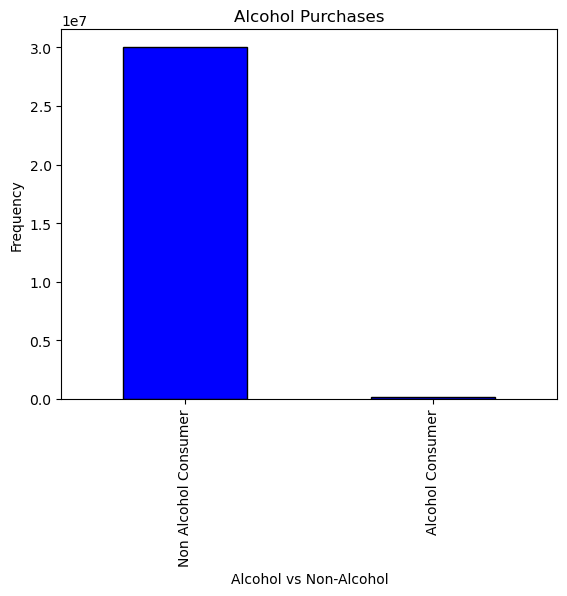 Alcohol Purchases
1e7
3.0
2.5
2.0
1.5
1.0
0.5
0.0
Frequency
Non Alcohol Consumer
Alcohol Consumer
Alcohol vs Non-Alcohol